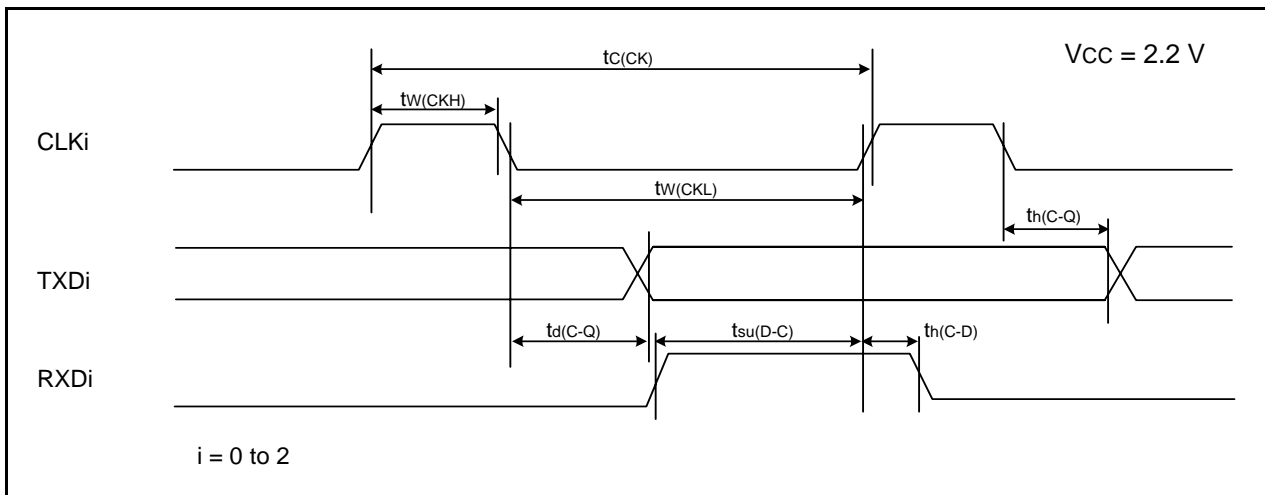 tC(CK)
VCC = 2.2 V
tW(CKH)
CLKi
tW(CKL)
th(C-Q)
TXDi
td(C-Q)
tsu(D-C)
th(C-D)
RXDi
i = 0 to 2